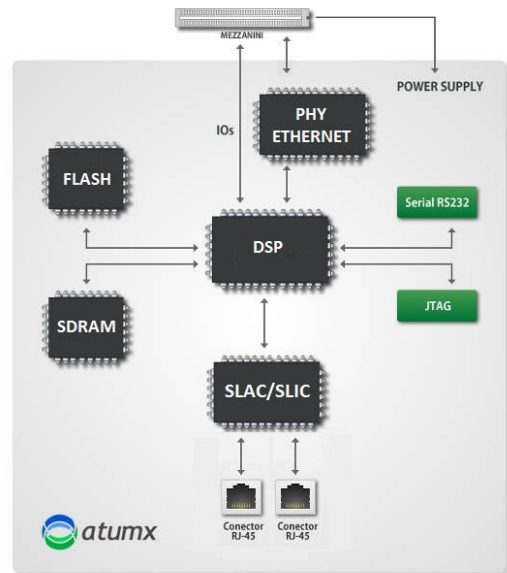 MEZZANINI
POWER SUPPLY
PHY
ETHERNET
IOs
FLASH
Serial RS232
DSP
SDRAM
JTAG
SLAC/SLIC
Conector
RJ-45
Conector
RJ-45
atumx